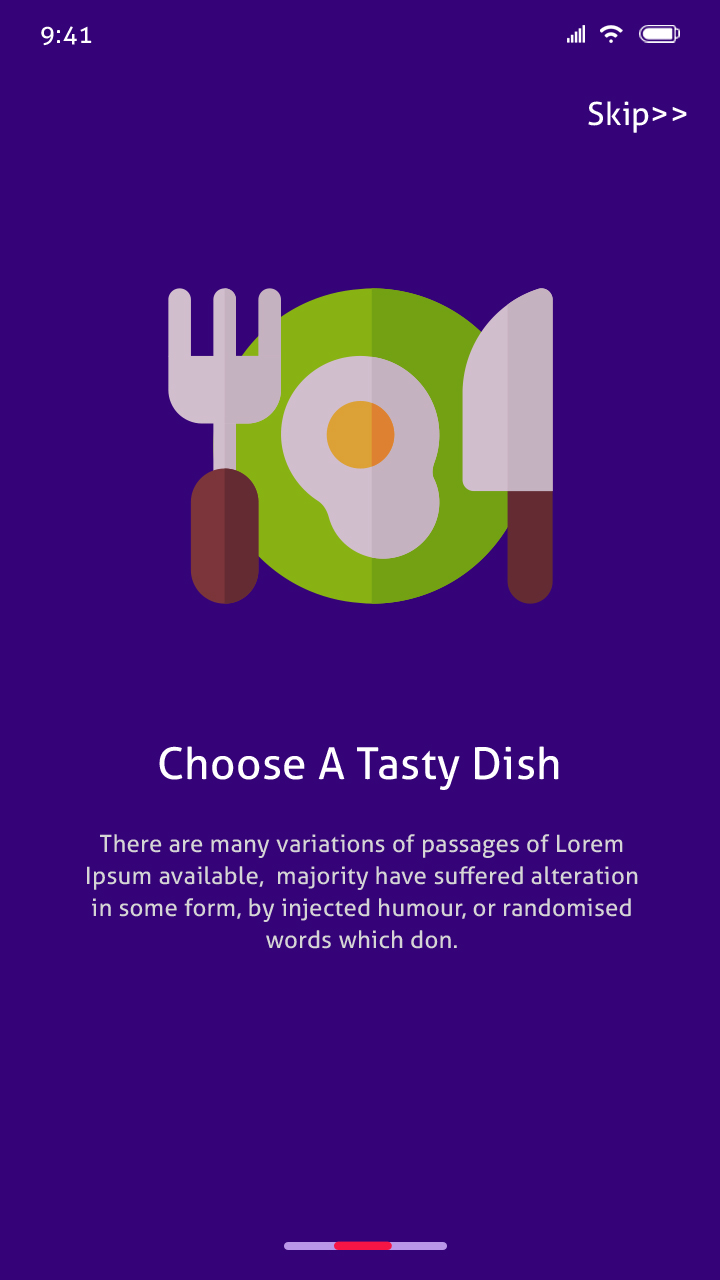 9:41
Skip>>
Choose A Tasty Dish
There are many variations of passages of Lorem
Ipsum available,  majority have suffered alteration
in some form, by injected humour, or randomised
words which don.